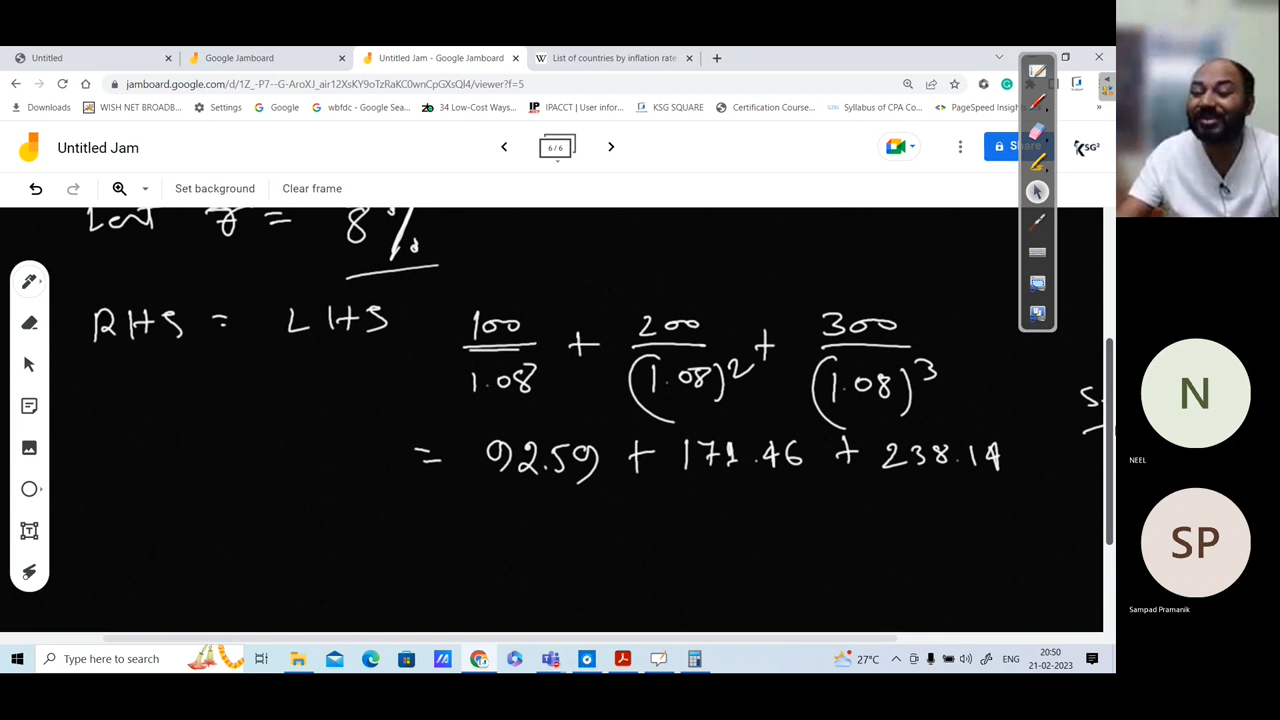 Untitled
Google Jamboard
Untitled Jam - Google Jamboard
List of countries by inflation rate
jamboard.google.com/d/1Z_-P7--G-AroXJ_air12XsKY9oTzRaKC0wnCpGXsQl4/viewer?f=5
Downloads WISH NET BROADB... Settings Google wbfdc - Google Sea... 34 Low-Cost Ways... IPACCT | User infor... KSG SQUARE Certification Course... Syllabus of CPA Co... PageSpeed Insights
Untitled Jam
6/6
Share
KSG²
Set background
Clear frame
= 8%
RHS = LHS
100/1.08 + 200/(1.08)2 + 300/(1.08)3
= 92.59 + 171.46 + 238.14
N
NEEL
SP
Sampad Pramanik
Type here to search
27°C
ENG
20:50
21-02-2023